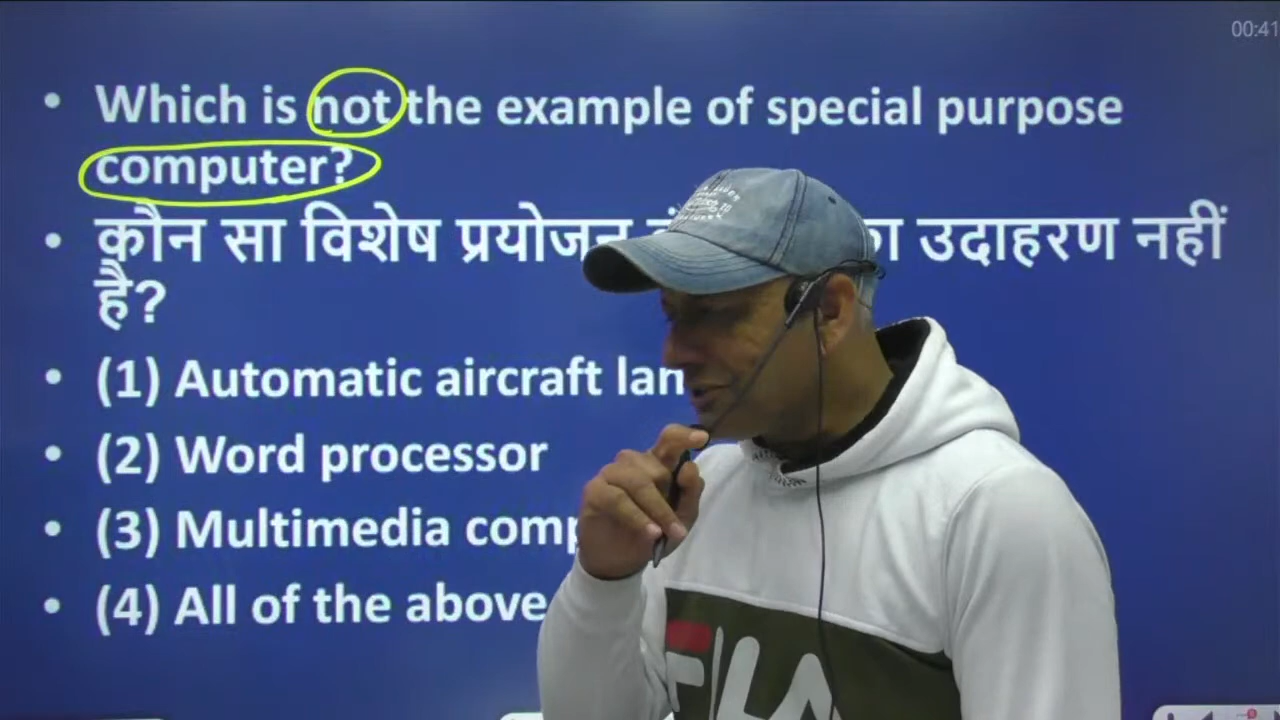 00:41
• Which is not the example of special purpose
computer?
• कौन सा विशेष प्रयोजन का उदाहरण नहीं
है?
• (1) Automatic aircraft lan
• (2) Word processor
• (3) Multimedia comp
• (4) All of the above
FILA